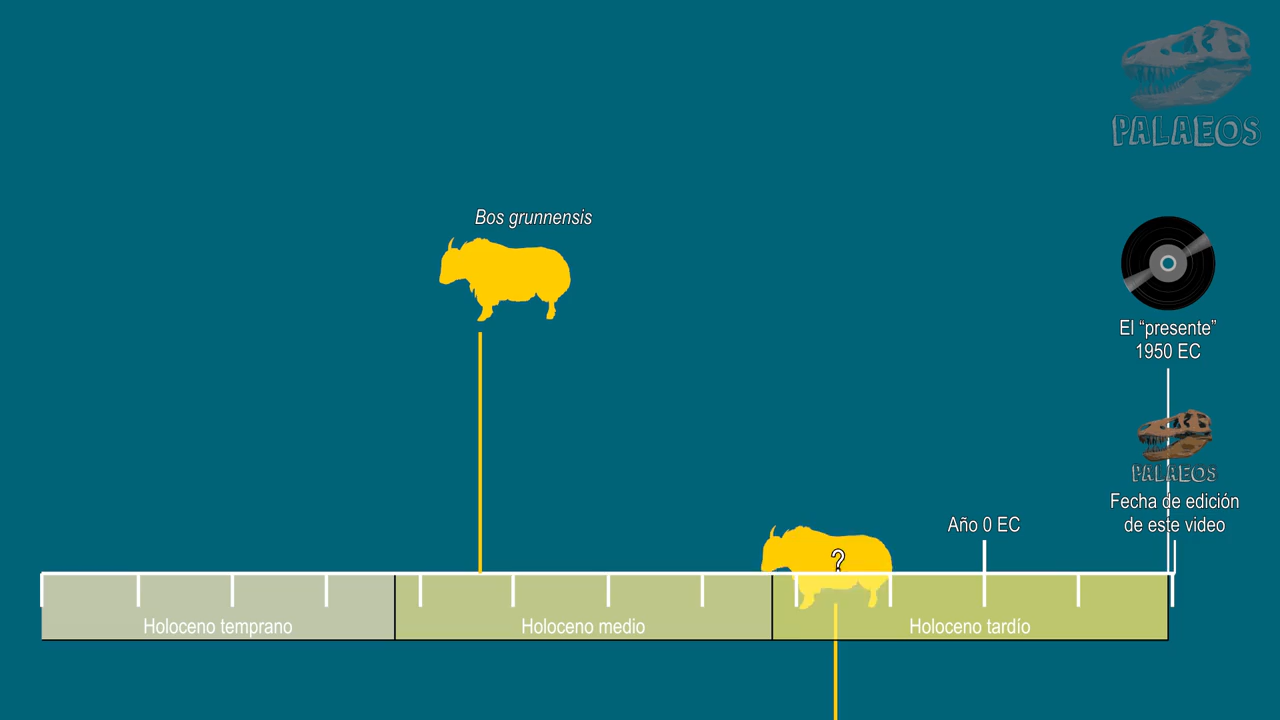 PALAEOS
Bos grunnensis
El “presente”
1950 EC
PALAEOS
Fecha de edición
de este video
Año 0 EC
?
Holoceno temprano
Holoceno medio
Holoceno tardío